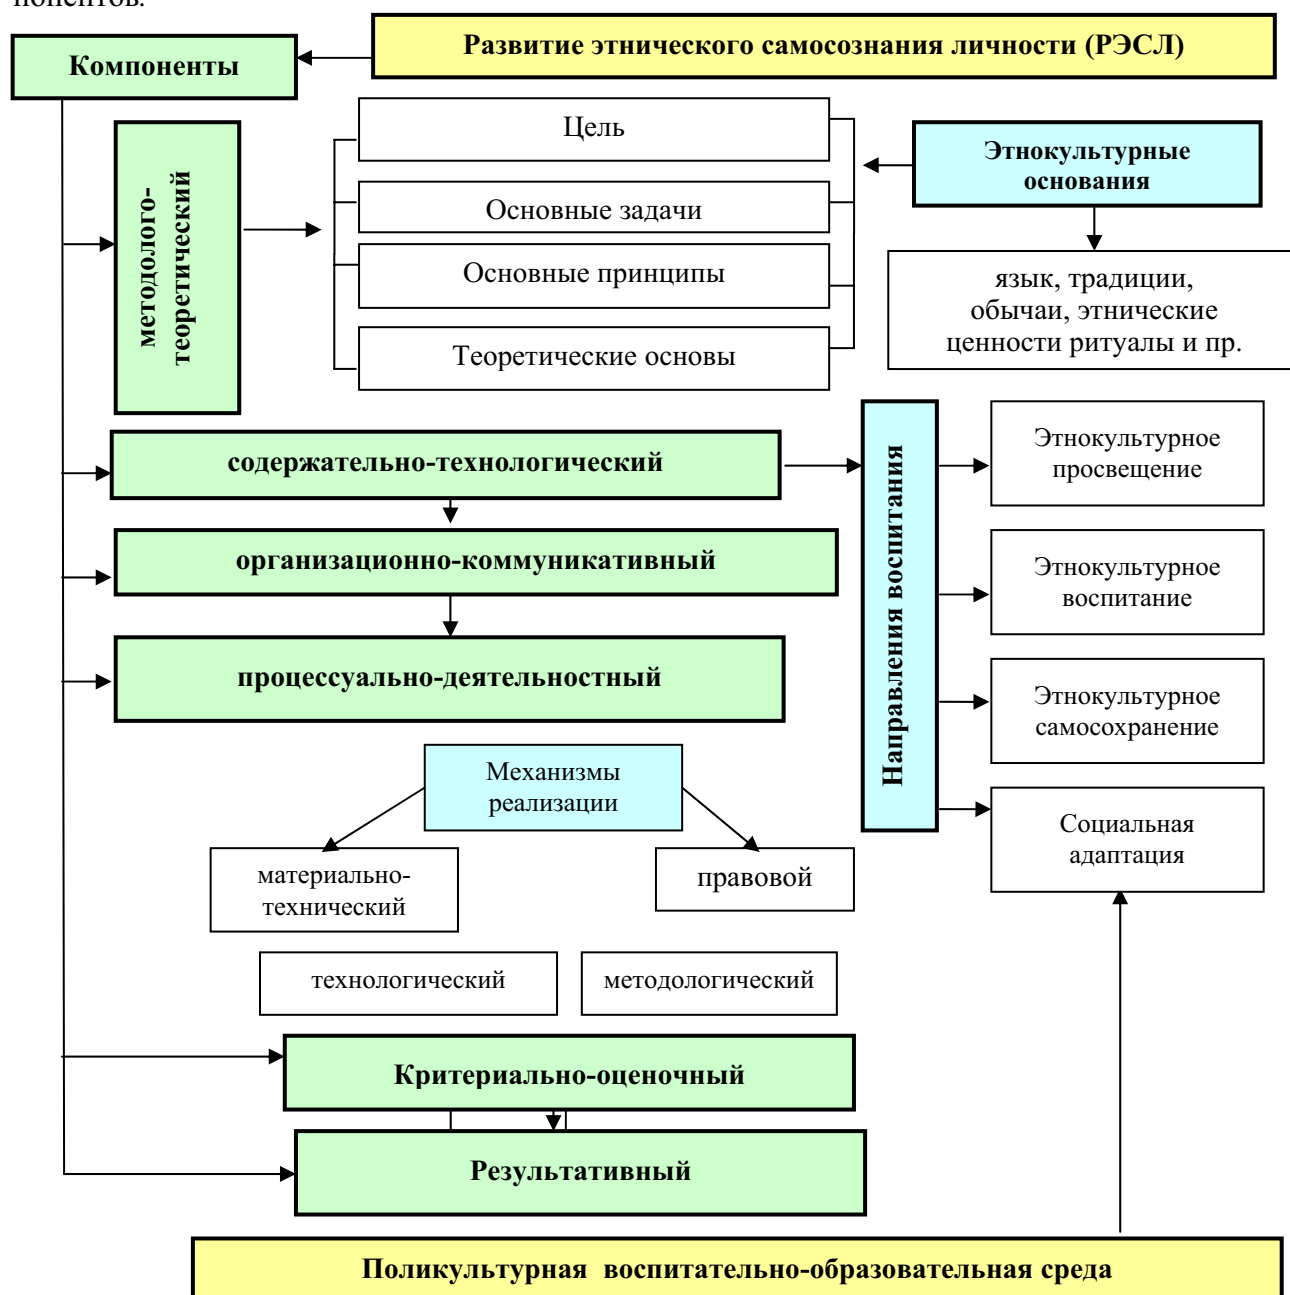 понентов.
Развитие этнического самосознания личности (РЭСЛ)
Компоненты
методолого-
теоретический
Цель
Основные задачи
Основные принципы
Теоретические основы
Этнокультурные
основания
язык, традиции,
обычаи, этнические
ценности ритуалы и пр.
содержательно-технологический
организационно-коммуникативный
процессуально-деятельностный
Направления воспитания
Этнокультурное
просвещение
Этнокультурное
воспитание
Этнокультурное
самосохранение
Социальная
адаптация
Механизмы
реализации
материально-
технический
правовой
технологический
методологический
Критериально-оценочный
Результативный
Поликультурная воспитательно-образовательная среда